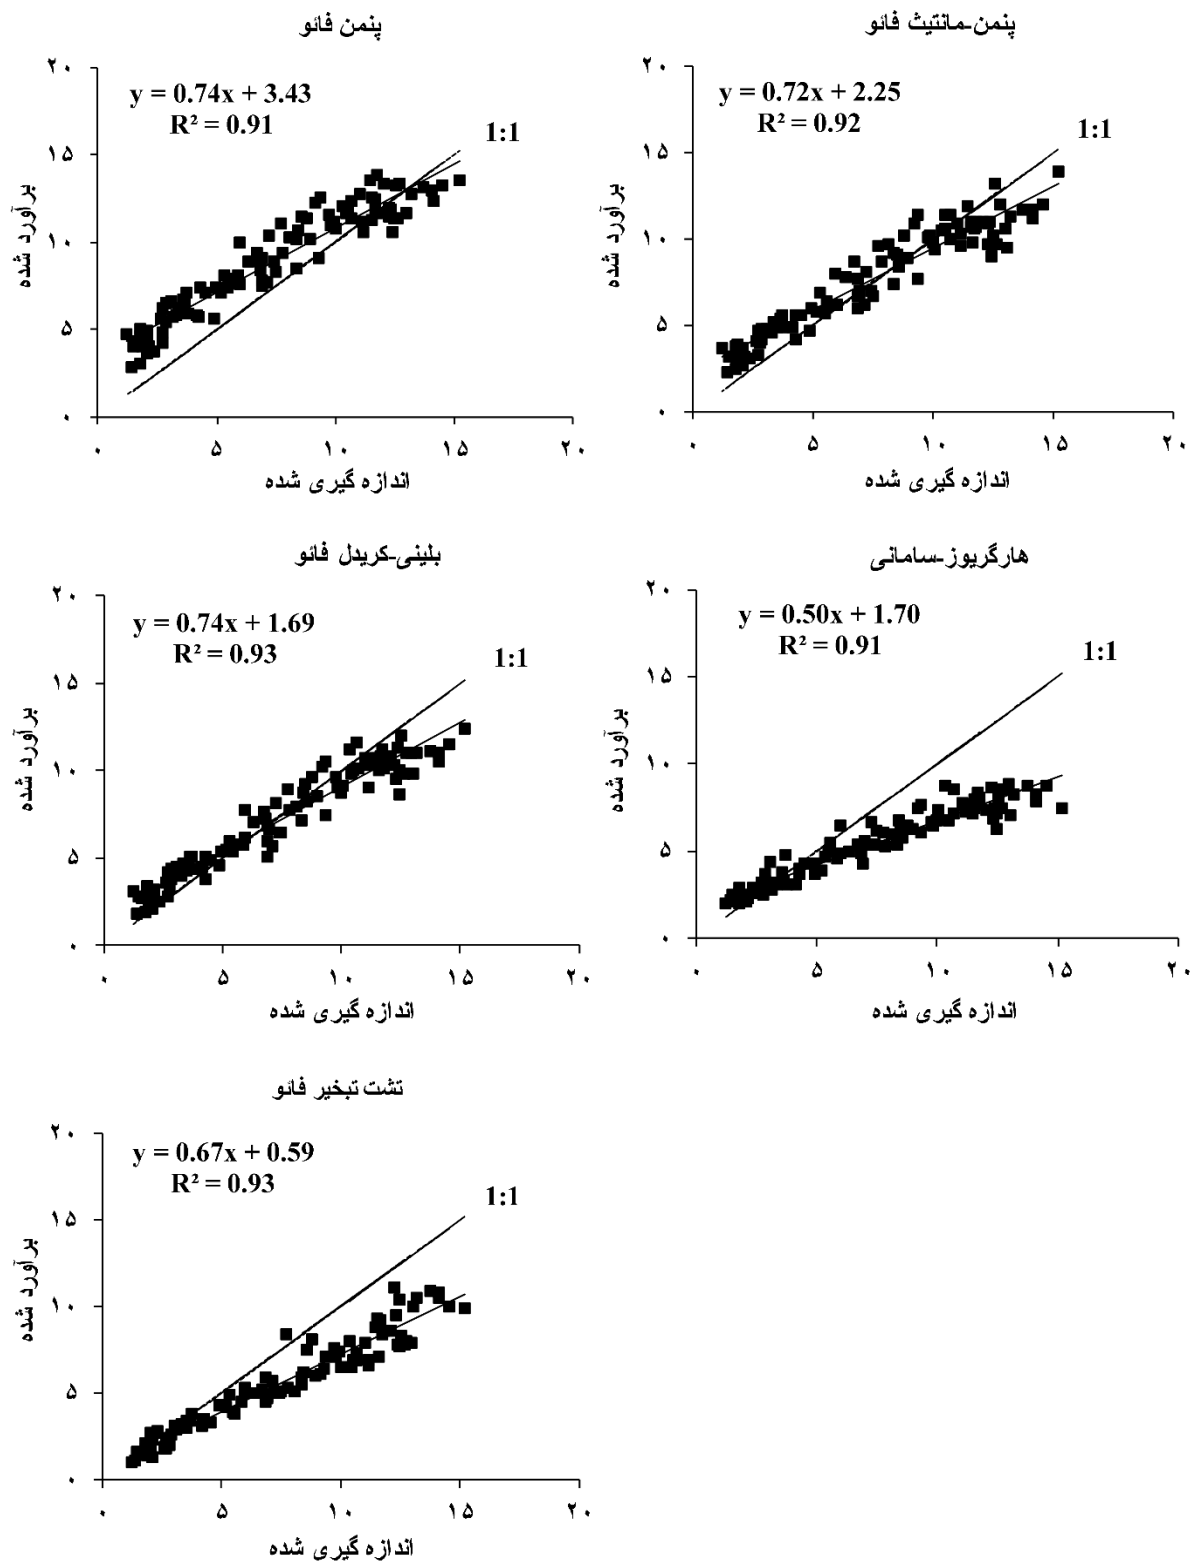 پنمن فائو
۲۰
y = 0.74x + 3.43
R² = 0.91
1:1
۱۵
۱۰
۵
۰
برآورد شده
۰ ۵ ۱۰ ۱۵ ۲۰
اندازه گیری شده
پنمن-مانتیث فائو
۲۰
y = 0.72x + 2.25
R² = 0.92
1:1
۱۵
۱۰
۵
۰
برآورد شده
۰ ۵ ۱۰ ۱۵ ۲۰
اندازه گیری شده
بلینی-کریدل فائو
۲۰
y = 0.74x + 1.69
R² = 0.93
1:1
۱۵
۱۰
۵
۰
برآورد شده
۰ ۵ ۱۰ ۱۵ ۲۰
اندازه گیری شده
هارگریوز-سامانی
۲۰
y = 0.50x + 1.70
R² = 0.91
1:1
۱۵
۱۰
۵
۰
برآورد شده
۰ ۵ ۱۰ ۱۵ ۲۰
اندازه گیری شده
تشت تبخیر فائو
۲۰
y = 0.67x + 0.59
R² = 0.93
1:1
۱۵
۱۰
۵
۰
برآورد شده
۰ ۵ ۱۰ ۱۵ ۲۰
اندازه گیری شده